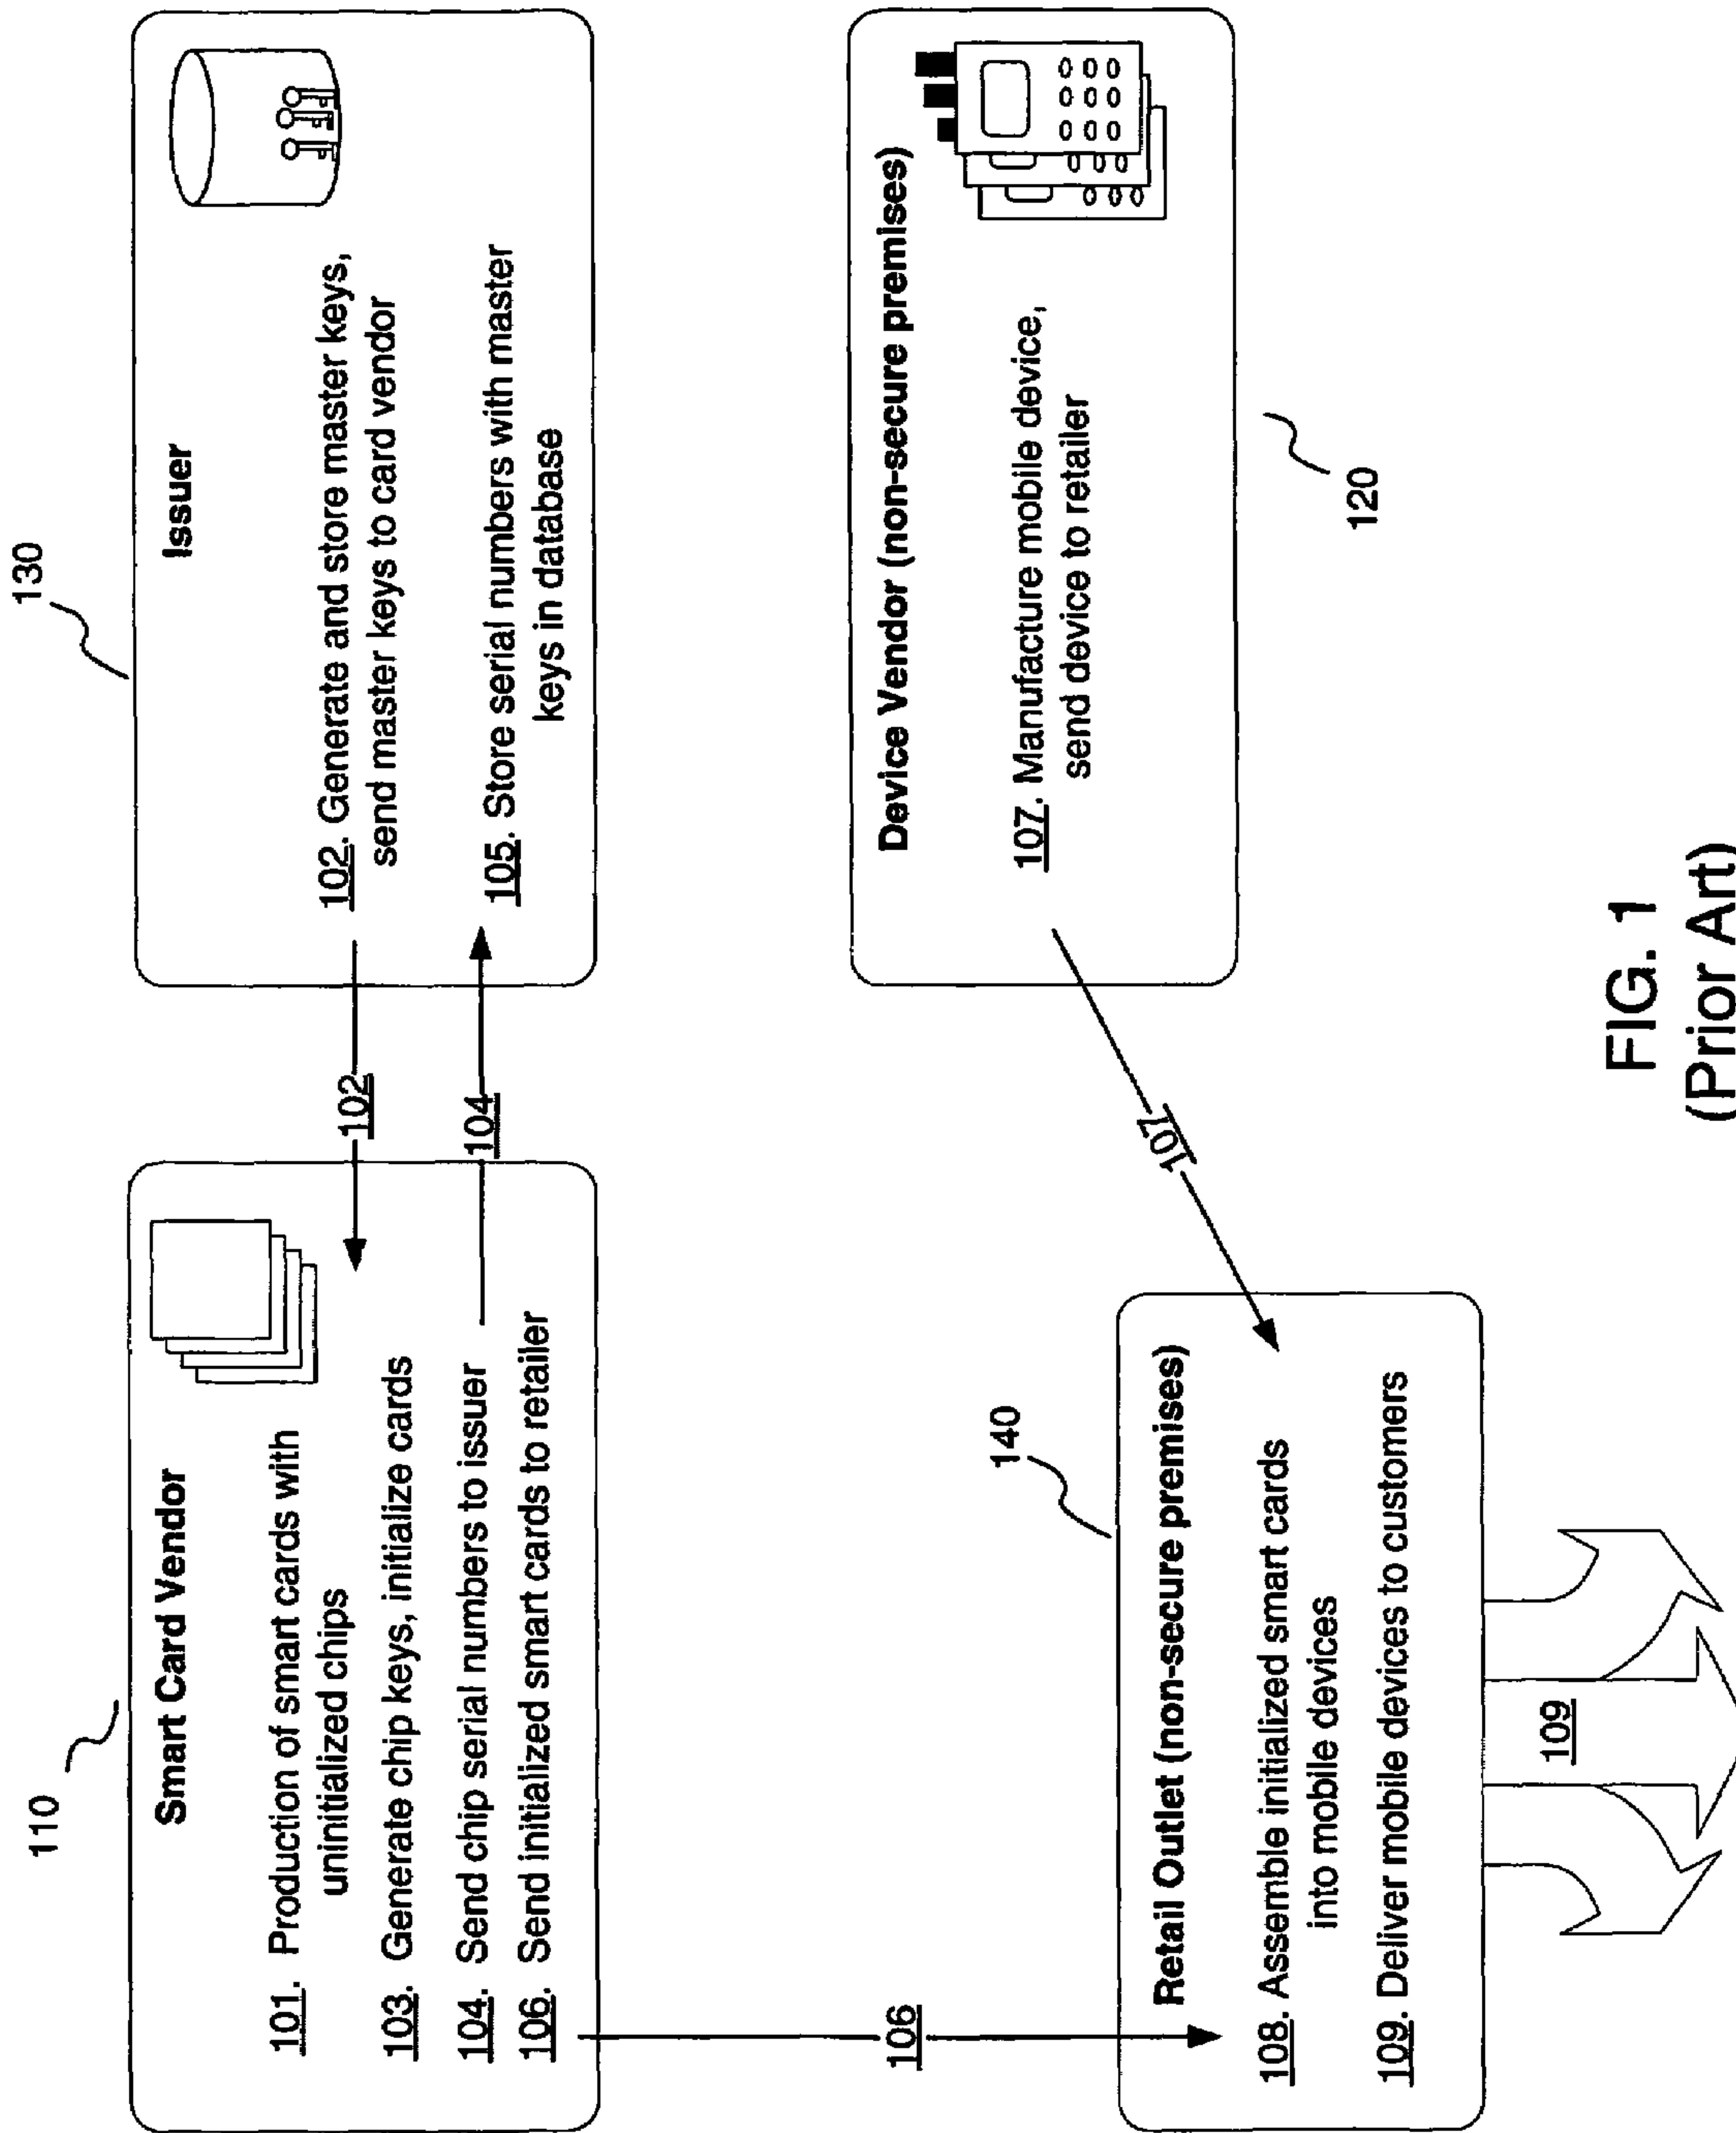 110
Smart Card Vendor
101. Production of smart cards with
uninitialized chips
103. Generate chip keys, initialize cards
104. Send chip serial numbers to issuer
106. Send initialized smart cards to retailer
102
104
130
Issuer
102. Generate and store master keys,
send master keys to card vendor
105. Store serial numbers with master
keys in database
106
107
140
Retail Outlet (non-secure premises)
108. Assemble initialized smart cards
into mobile devices
109. Deliver mobile devices to customers
109
Device Vendor (non-secure premises)
107. Manufacture mobile device,
send device to retailer
120
FIG. 1
(Prior Art)